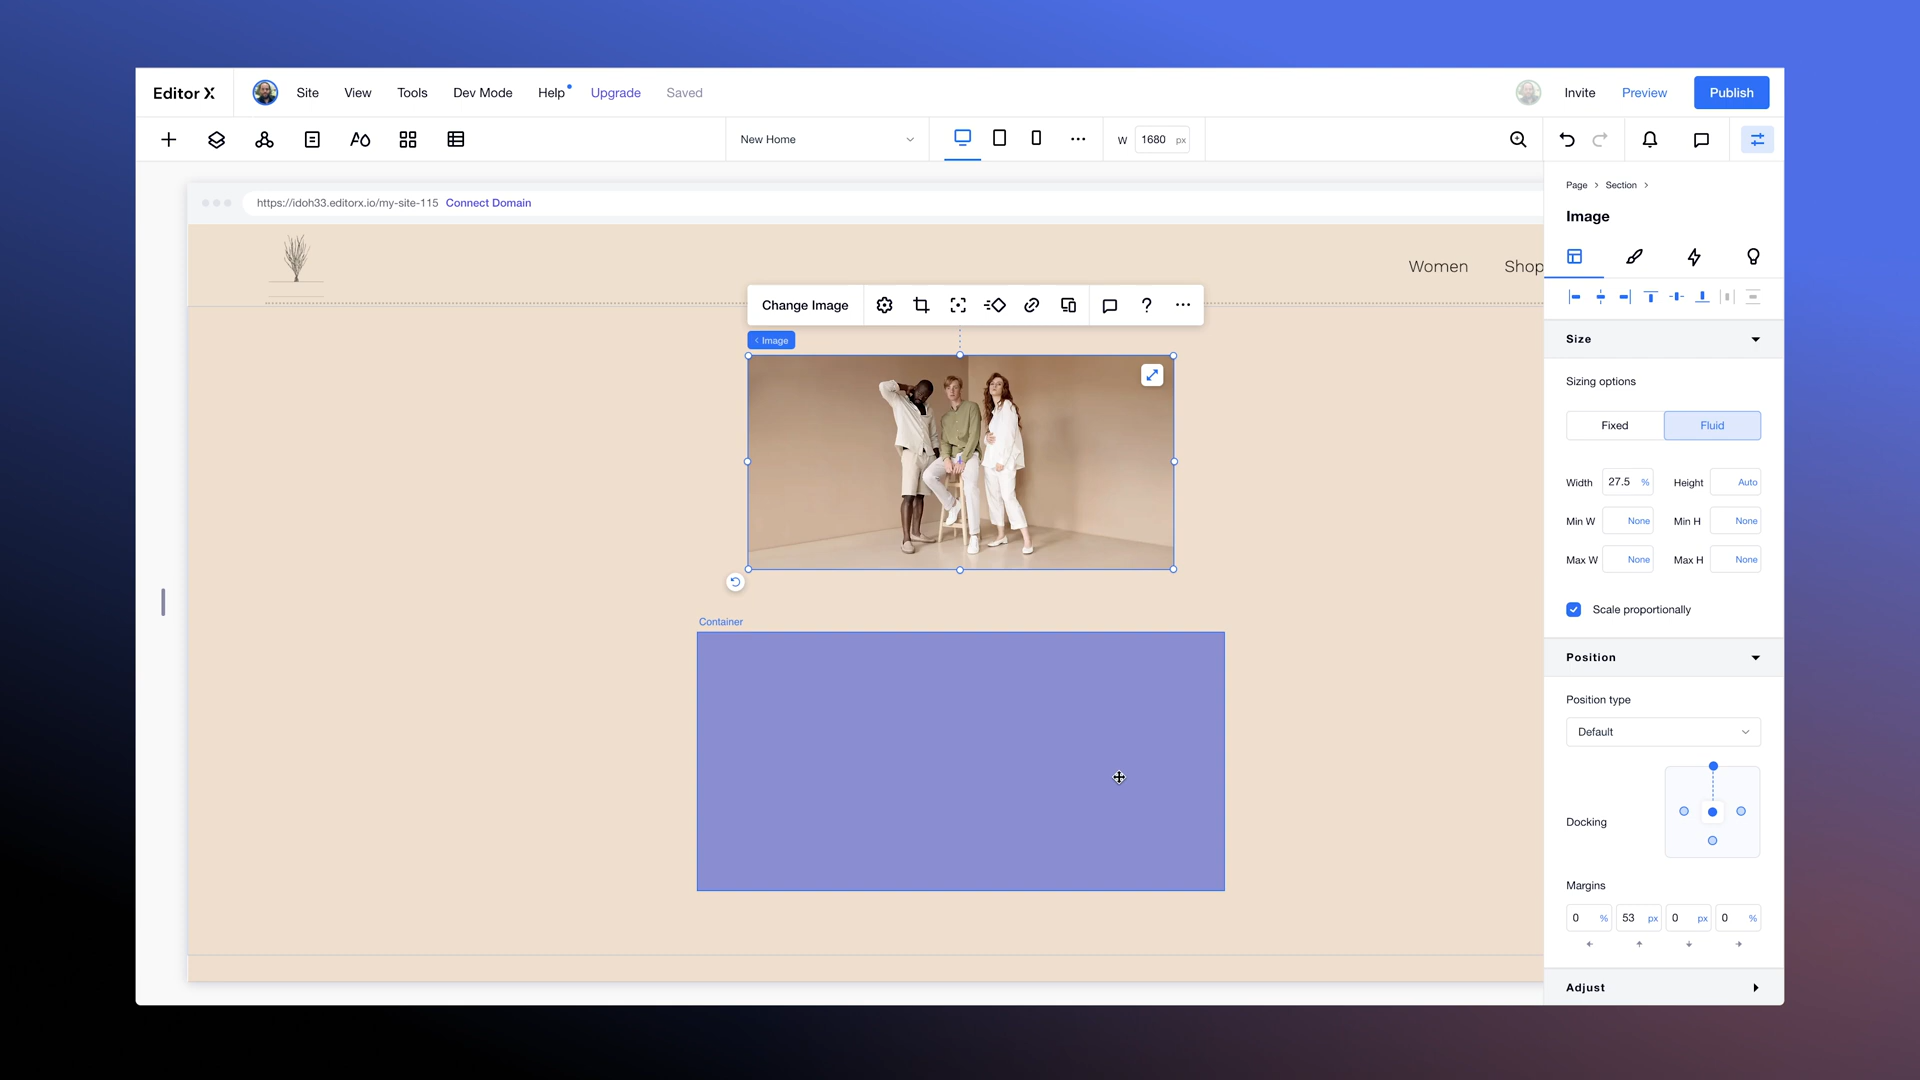 Editor X
Site
View
Tools
Dev Mode
Help
Upgrade
Saved
Invite
Preview
Publish
New Home
W 1680 px
https://idoh33.editorx.io/my-site-115 Connect Domain
Women
Shop
Change Image
?
< Image
Container
Page > Section >
Image
Size
Sizing options
Fixed
Fluid
Width 27.5 % Height Auto
Min W None Min H None
Max W None Max H None
Scale proportionally
Position
Position type
Default
Docking
Margins
0 % 53 px 0 px 0 %
Adjust